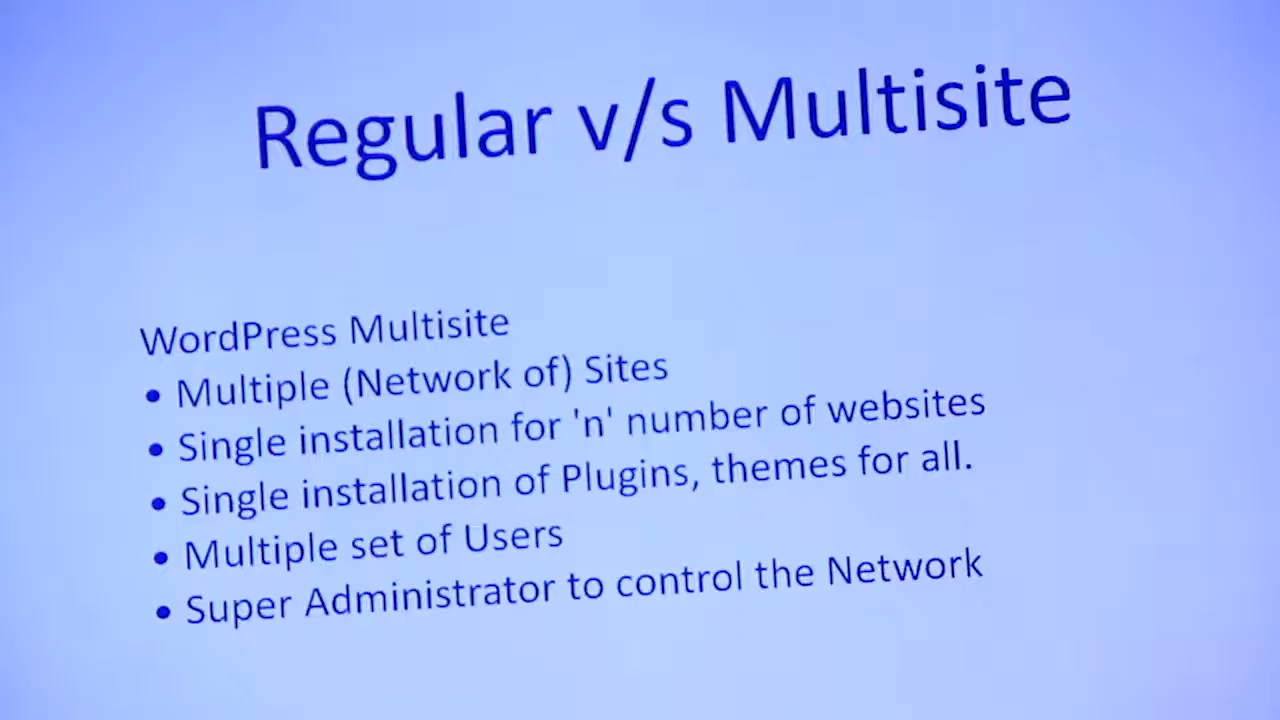 Regular v/s Multisite
WordPress Multisite
• Multiple (Network of) Sites
• Single installation for 'n' number of websites
• Single installation of Plugins, themes for all.
• Multiple set of Users
• Super Administrator to control the Network